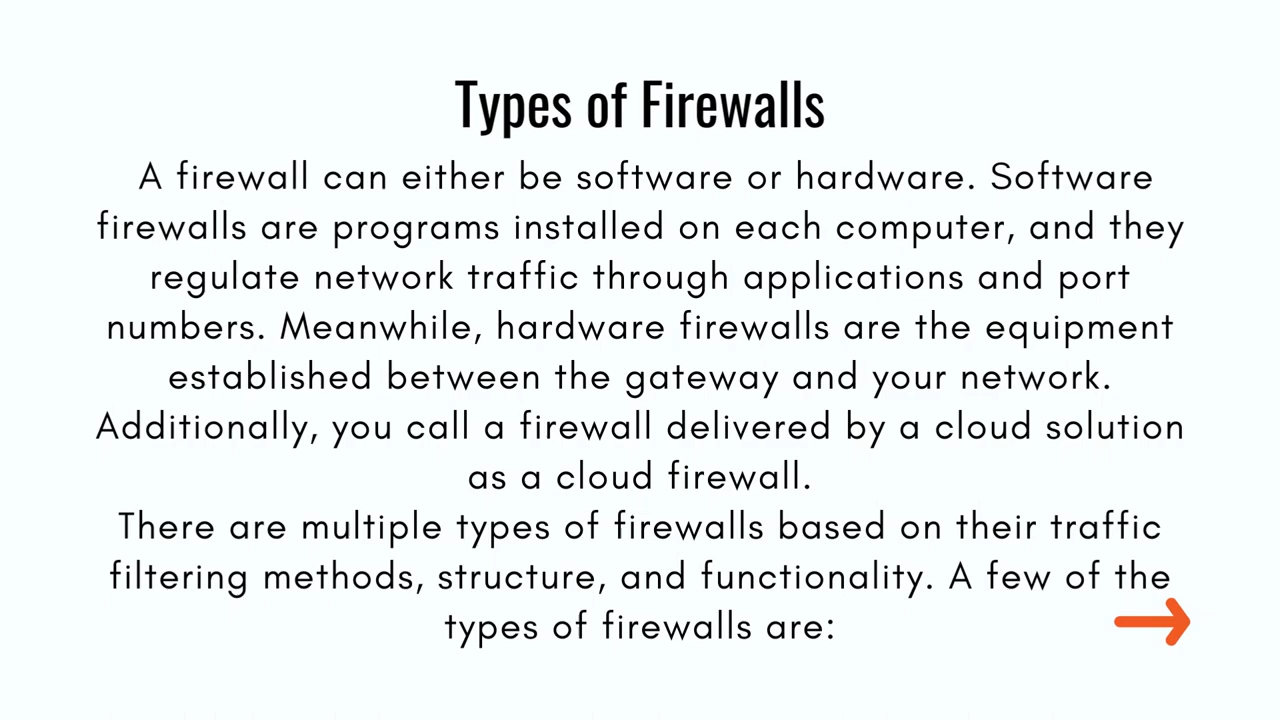 Types of Firewalls
A firewall can either be software or hardware. Software
firewalls are programs installed on each computer, and they
regulate network traffic through applications and port
numbers. Meanwhile, hardware firewalls are the equipment
established between the gateway and your network.
Additionally, you call a firewall delivered by a cloud solution
as a cloud firewall.
There are multiple types of firewalls based on their traffic
filtering methods, structure, and functionality. A few of the
types of firewalls are: